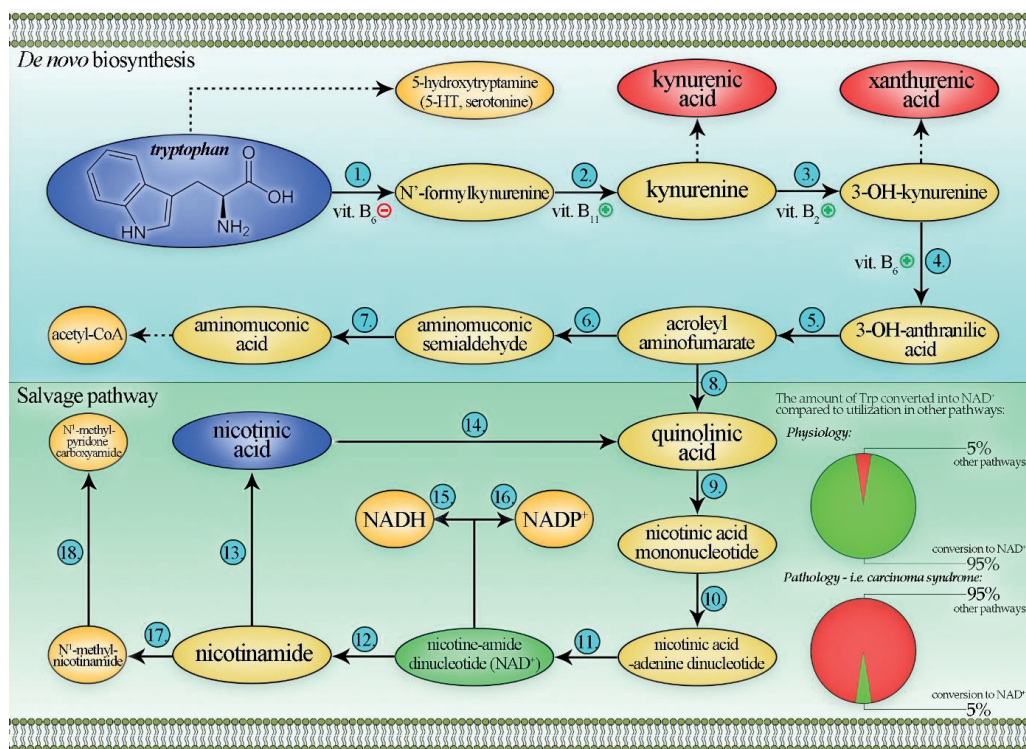 De novo biosynthesis
5-hydroxytryptamine
(5-HT, serotonine)
kynurenic
acid
xanthurenic
acid
tryptophan
O
OH
NH₂
HN
1.
vit. B₆ ⊖
N'-formylkynurenine
2.
vit. B₁₁ ⊕
kynurenine
3.
vit. B₂ ⊕
3-OH-kynurenine
vit. B₆ ⊕
4.
acetyl-CoA
aminomuconic
acid
7.
aminomuconic
semialdehyde
6.
acroleyl
aminofumarate
5.
3-OH-anthranilic
acid
8.
Salvage pathway
N¹-methyl-
pyridone
carboxyamide
nicotinic
acid
14.
quinolinic
acid
The amount of Trp converted into NAD⁺
compared to utilization in other pathways:
Physiology:
5%
other pathways
conversion to NAD⁺
95%
9.
NADH
15.
16.
NADP⁺
nicotinic acid
mononucleotide
18.
13.
10.
Pathology - i.e. carcinoma syndrome:
95%
other pathways
conversion to NAD⁺
5%
N¹-methyl-
nicotinamide
17.
nicotinamide
12.
nicotine-amide
dinucleotide (NAD⁺)
11.
nicotinic acid
-adenine dinucleotide